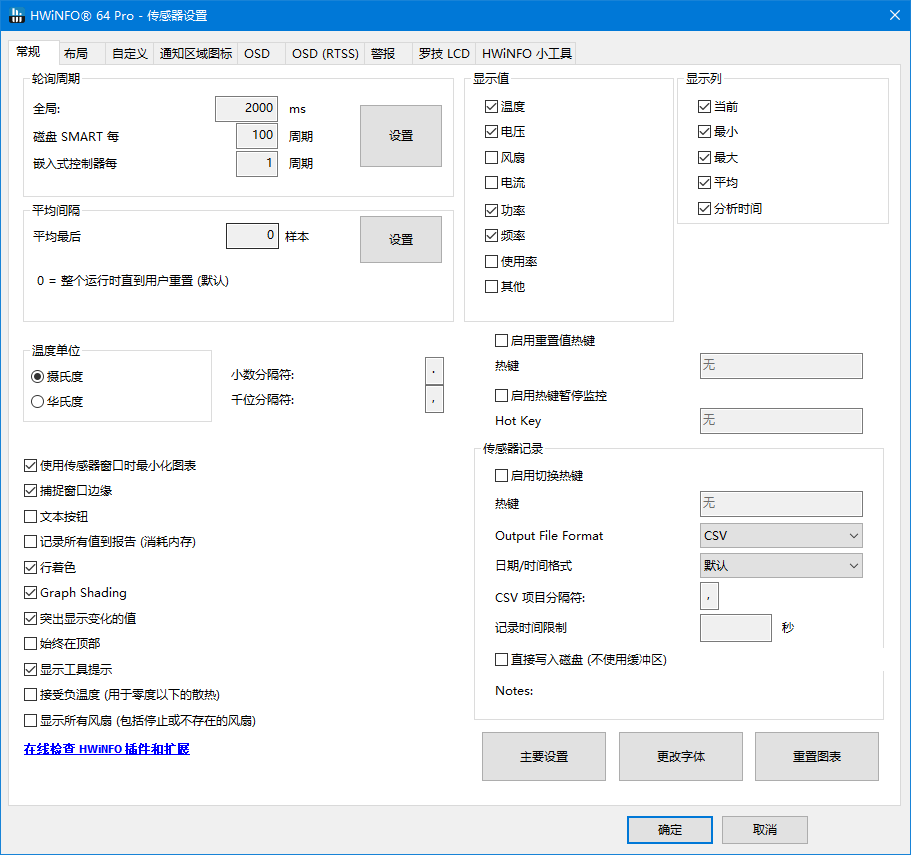 HWiNFO® 64 Pro - 传感器设置
常规 布局 自定义 通知区域图标 OSD OSD (RTSS) 警报 罗技 LCD HWiNFO 小工具
轮询周期
全局: 2000 ms
磁盘 SMART 每 100 周期
嵌入式控制器每 1 周期
设置
平均间隔
平均最后 0 样本
设置
0 = 整个运行时直到用户重置 (默认)
显示值
温度
电压
风扇
电流
功率
频率
使用率
其他
显示列
当前
最小
最大
平均
分析时间
温度单位
摄氏度
华氏度
小数分隔符: .
千位分隔符: ,
启用重置值热键
热键 无
启用热键暂停监控
Hot Key 无
使用传感器窗口时最小化图表
捕捉窗口边缘
文本按钮
记录所有值到报告 (消耗内存)
行着色
Graph Shading
突出显示变化的值
始终在顶部
显示工具提示
接受负温度 (用于零度以下的散热)
显示所有风扇 (包括停止或不存在的风扇)
在线检查 HWiNFO 插件和扩展
传感器记录
启用切换热键
热键 无
Output File Format CSV
日期/时间格式 默认
CSV 项目分隔符: ,
记录时间限制 秒
直接写入磁盘 (不使用缓冲区)
Notes:
主要设置 更改字体 重置图表
确定 取消